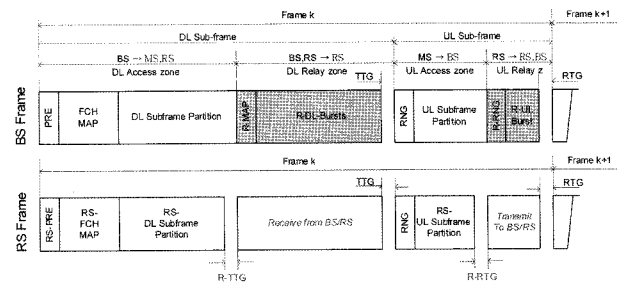 Frame k
Frame k+1
DL Sub-frame
UL Sub-frame
BS → MS,RS
BS,RS → RS
MS → BS
RS → RS,BS
DL Access zone
DL Relay zone
TTG
UL Access zone
UL Relay z
RTG
BS Frame
PRE
FCH MAP
DL Subframe Partition
R-MAP
R-DL-Bursts
RNG
UL Subframe Partition
R-RNG
R-UL Burst
Frame k
Frame k+1
TTG
RTG
RS Frame
RS-PRE
RS-FCH MAP
RS-DL Subframe Partition
Receive from BS/RS
RNG
RS-UL Subframe Partition
Transmit To BS/RS
R-TTG
R-RTG